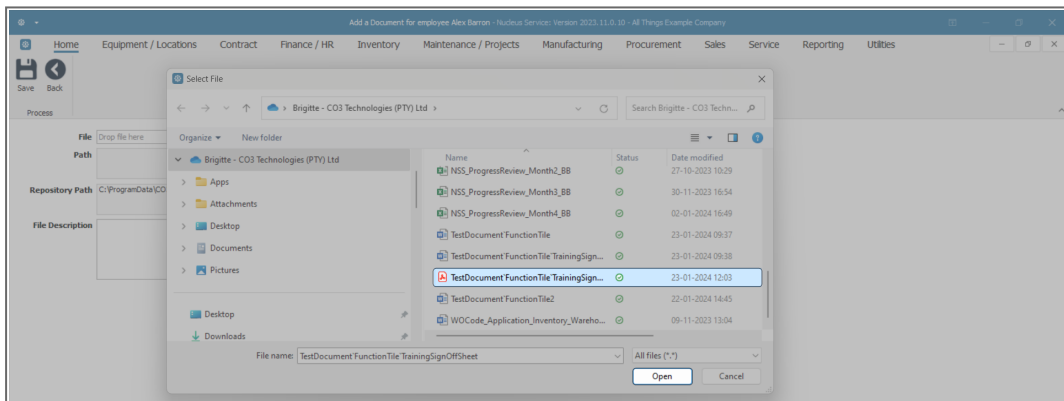 Add a Document for employee Alex Barron - Nucleus Service: Version 2023.11.0.10 - All Things Example Company
Home Equipment / Locations Contract Finance / HR Inventory Maintenance / Projects Manufacturing Procurement Sales Service Reporting Utilities
Save Back
Process
Select File
Brigitte - CO3 Technologies (PTY) Ltd
Search Brigitte - CO3 Techn...
File Drop file here
Organize New folder
Path
Brigitte - CO3 Technologies (PTY) Ltd
Name Status Date modified
NSS_ProgressReview_Month2_BB 27-10-2023 10:29
Apps
Repository Path C:\ProgramData\CO
NSS_ProgressReview_Month3_BB 30-11-2023 16:54
Attachments
NSS_ProgressReview_Month4_BB 02-01-2024 16:49
File Description
Desktop
TestDocument'FunctionTile 23-01-2024 09:37
Documents
TestDocument'FunctionTile'TrainingSign... 23-01-2024 09:38
Pictures
TestDocument'FunctionTile'TrainingSign... 23-01-2024 12:03
TestDocument'FunctionTile2 22-01-2024 14:45
Desktop
WOCode_Application_Inventory_Wareho... 09-11-2023 13:04
Downloads
File name: TestDocument'FunctionTile'TrainingSignOffSheet All files (*.*)
Open Cancel